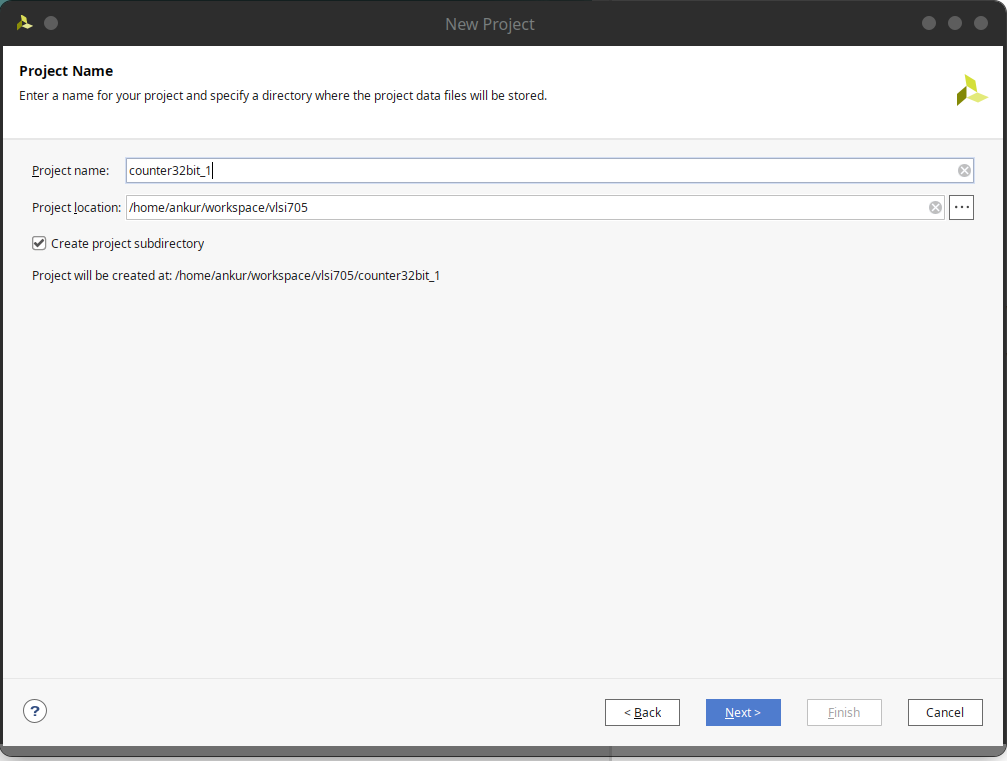 New Project
Project Name
Enter a name for your project and specify a directory where the project data files will be stored.
Project name: counter32bit_1
Project location: /home/ankur/workspace/vlsi705 ...
Create project subdirectory
Project will be created at: /home/ankur/workspace/vlsi705/counter32bit_1
? < Back Next > Finish Cancel